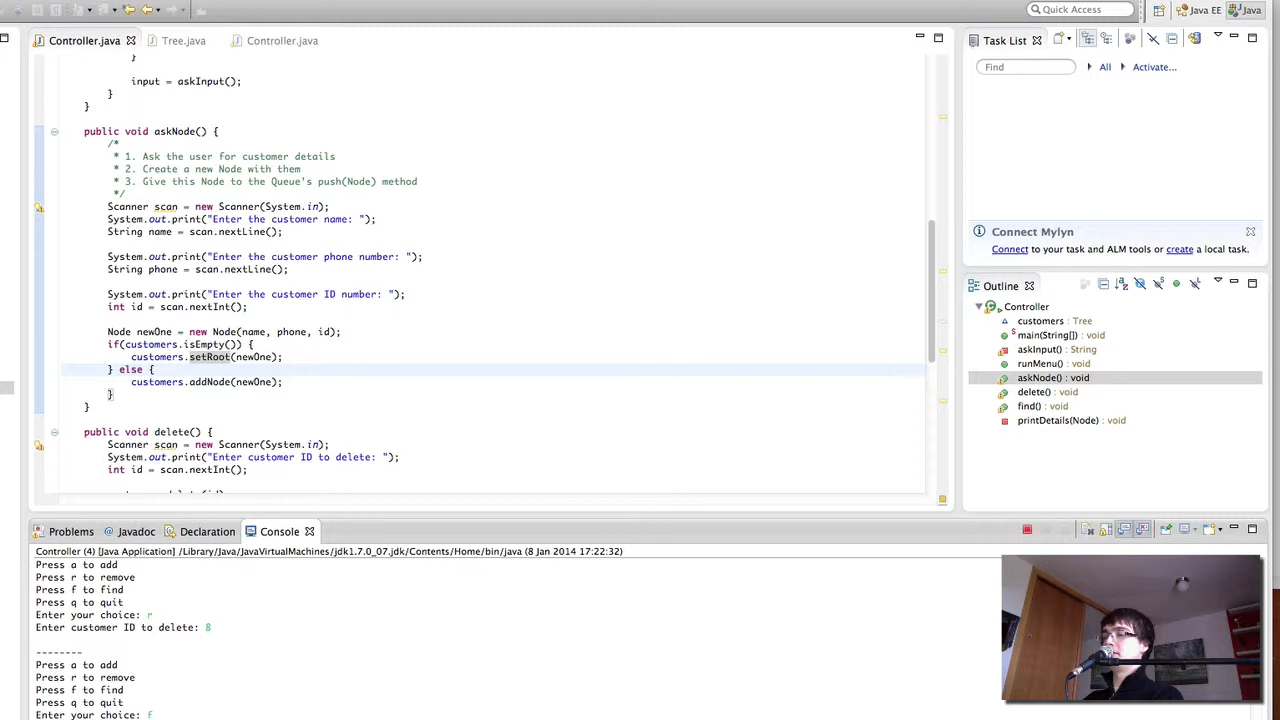 Quick Access
Java EE
Java
Controller.java
Tree.java
Controller.java
}
input = askInput();
}
}
public void askNode() {
/*
* 1. Ask the user for customer details
* 2. Create a new Node with them
* 3. Give this Node to the Queue's push(Node) method
*/
Scanner scan = new Scanner(System.in);
System.out.print("Enter the customer name: ");
String name = scan.nextLine();
System.out.print("Enter the customer phone number: ");
String phone = scan.nextLine();
System.out.print("Enter the customer ID number: ");
int id = scan.nextInt();
Node newOne = new Node(name, phone, id);
if(customers.isEmpty()) {
customers.setRoot(newOne);
} else {
customers.addNode(newOne);
}
}
public void delete() {
Scanner scan = new Scanner(System.in);
System.out.print("Enter customer ID to delete: ");
int id = scan.nextInt();
Task List
Find
All
Activate...
Connect Mylyn
Connect to your task and ALM tools or create a local task.
Outline
Controller
customers : Tree
main(String[]) : void
askInput() : String
runMenu() : void
askNode() : void
delete() : void
find() : void
printDetails(Node) : void
Problems
Javadoc
Declaration
Console
Controller (4) [Java Application] /Library/Java/JavaVirtualMachines/jdk1.7.0_07.jdk/Contents/Home/bin/java (8 Jan 2014 17:22:32)
Press a to add
Press r to remove
Press f to find
Press q to quit
Enter your choice: r
Enter customer ID to delete: 8
--------
Press a to add
Press r to remove
Press f to find
Press q to quit
Enter your choice: f